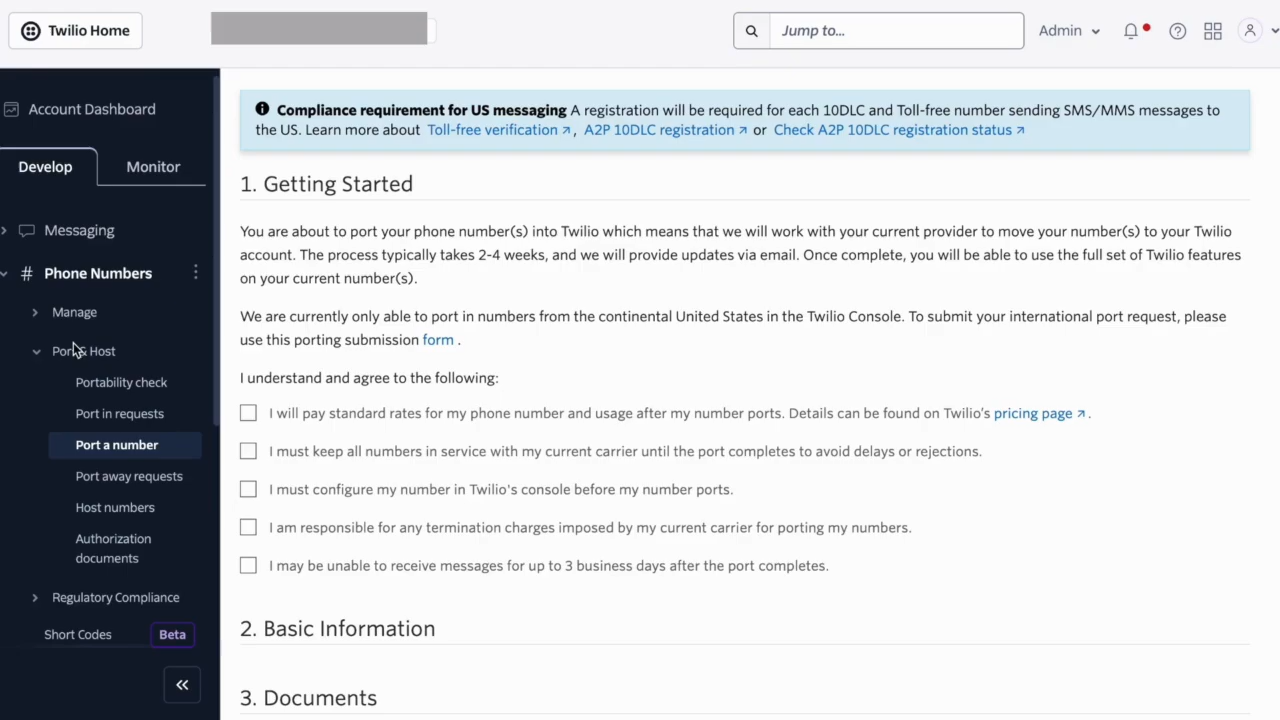 Twilio Home
Jump to...
Admin
Account Dashboard
Develop
Monitor
Messaging
# Phone Numbers
Manage
Port & Host
Portability check
Port in requests
Port a number
Port away requests
Host numbers
Authorization
documents
Regulatory Compliance
Short Codes
Beta
Compliance requirement for US messaging A registration will be required for each 10DLC and Toll-free number sending SMS/MMS messages to
the US. Learn more about Toll-free verification, A2P 10DLC registration or Check A2P 10DLC registration status
1. Getting Started
You are about to port your phone number(s) into Twilio which means that we will work with your current provider to move your number(s) to your Twilio
account. The process typically takes 2-4 weeks, and we will provide updates via email. Once complete, you will be able to use the full set of Twilio features
on your current number(s).
We are currently only able to port in numbers from the continental United States in the Twilio Console. To submit your international port request, please
use this porting submission form .
I understand and agree to the following:
I will pay standard rates for my phone number and usage after my number ports. Details can be found on Twilio's pricing page .
I must keep all numbers in service with my current carrier until the port completes to avoid delays or rejections.
I must configure my number in Twilio's console before my number ports.
I am responsible for any termination charges imposed by my current carrier for porting my numbers.
I may be unable to receive messages for up to 3 business days after the port completes.
2. Basic Information
3. Documents